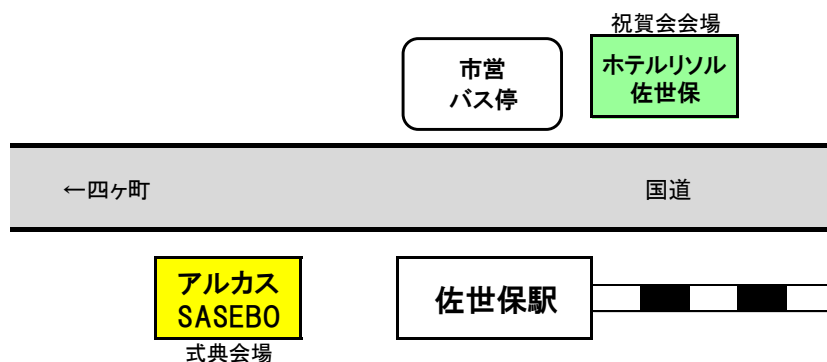 祝賀会会場
市営
バス停
ホテルリソル
佐世保
←四ヶ町
国道
アルカス
SASEBO
佐世保駅
式典会場